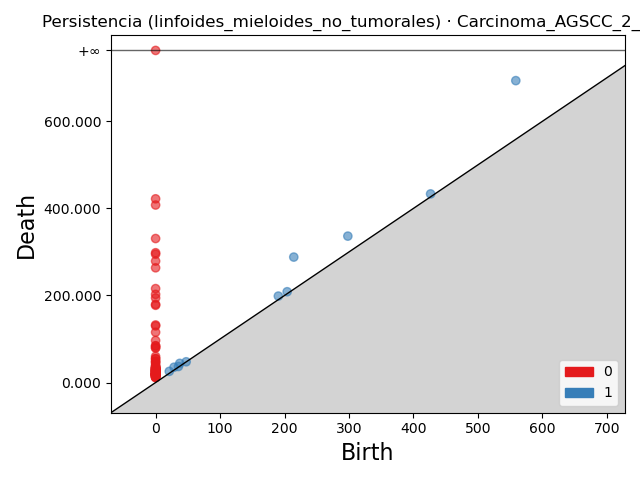 Persistencia (linfoides_mieloides_no_tumorales) · Carcinoma_AGSCC_2_
+∞
600.000
400.000
200.000
0.000
Death
0
1
0 100 200 300 400 500 600 700
Birth